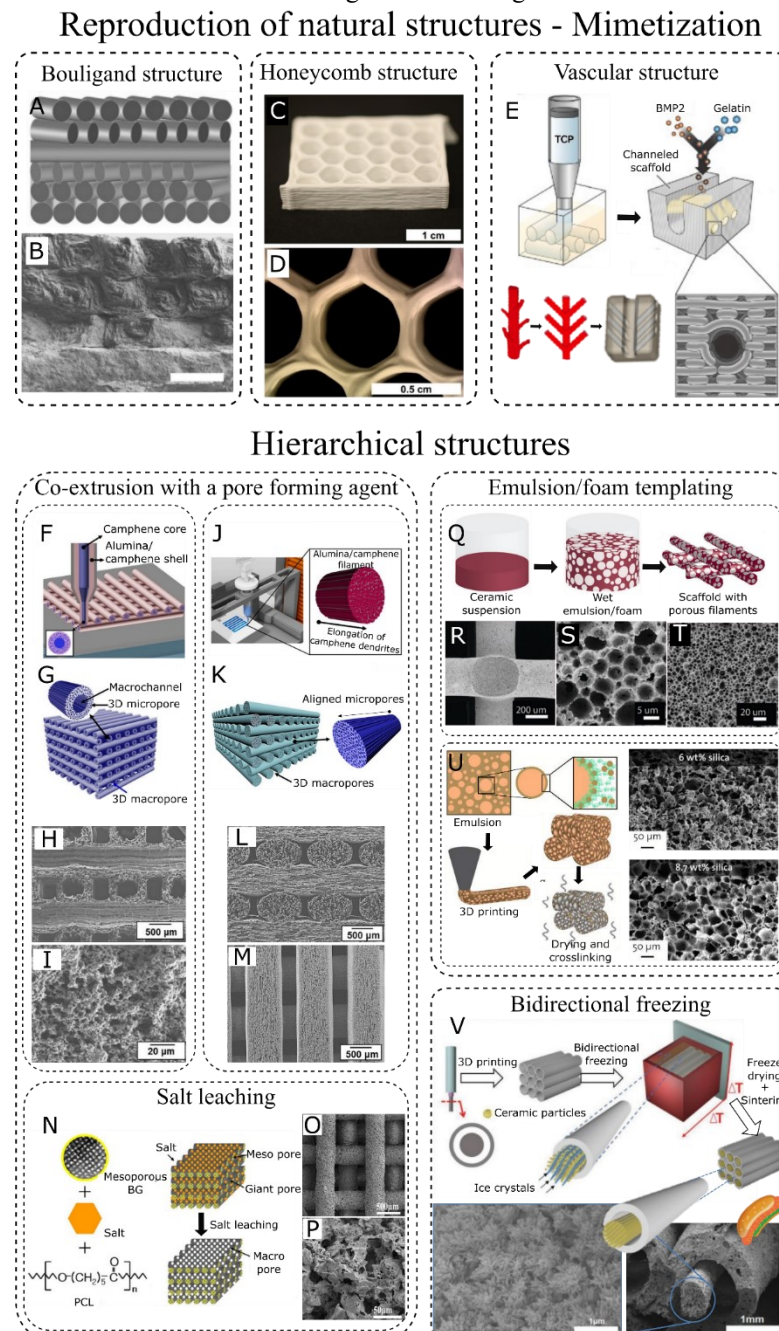 Reproduction of natural structures - Mimetization
Bouligand structure
A
B
Honeycomb structure
C
1 cm
D
0.5 cm
Vascular structure
E
TCP
BMP2
Gelatin
Channeled
scaffold
Hierarchical structures
Co-extrusion with a pore forming agent
F
Camphene core
Alumina/
camphene shell
G
Macrochannel
3D micropore
3D macropore
H
500 µm
I
20 µm
J
Alumina/camphene
filament
Elongation of
camphene dendrites
K
Aligned micropores
3D macropores
L
500 µm
M
500 µm
Emulsion/foam templating
Q
Ceramic
suspension
Wet
emulsion/foam
Scaffold with
porous filaments
R
200 um
S
5 um
T
20 um
U
Emulsion
3D printing
Drying and
crosslinking
6 wt% silica
50 µm
8.7 wt% silica
50 µm
Salt leaching
N
Mesoporous
BG
+
Salt
+
O
(CH2)5
C
O
n
PCL
Salt
Meso pore
Giant pore
Salt leaching
Macro
pore
O
500µm
P
50µm
Bidirectional freezing
V
3D printing
Bidirectional
freezing
Freeze
drying
+
Sintering
ΔT
ΔT
Ceramic particles
Ice crystals
1µm
1mm